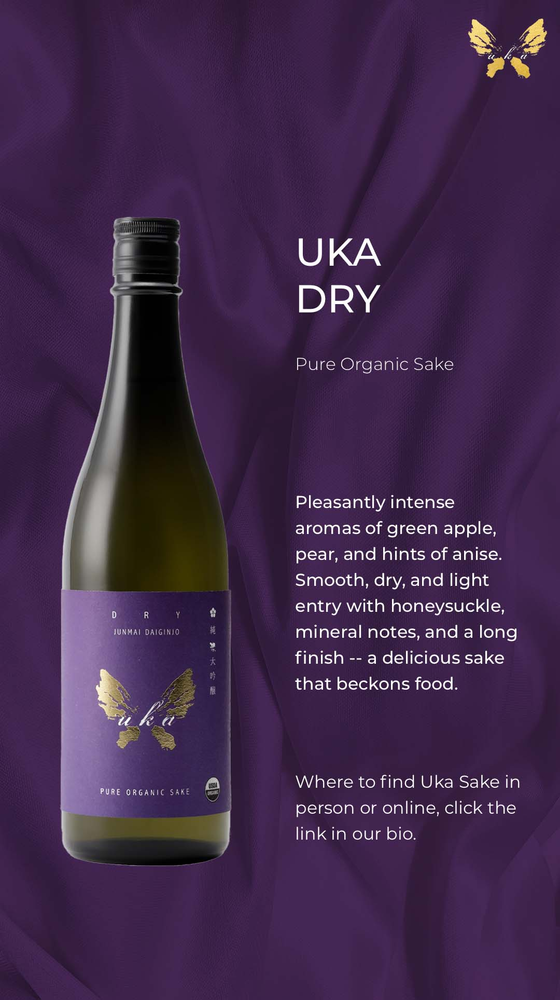 uka
UKA
DRY
Pure Organic Sake
Pleasantly intense
aromas of green apple,
pear, and hints of anise.
Smooth, dry, and light
entry with honeysuckle,
mineral notes, and a long
finish -- a delicious sake
that beckons food.
Where to find Uka Sake in
person or online, click the
link in our bio.
DRY
JUNMAI DAIGINJO
純米大吟醸
uka
PURE ORGANIC SAKE
USDA
ORGANIC